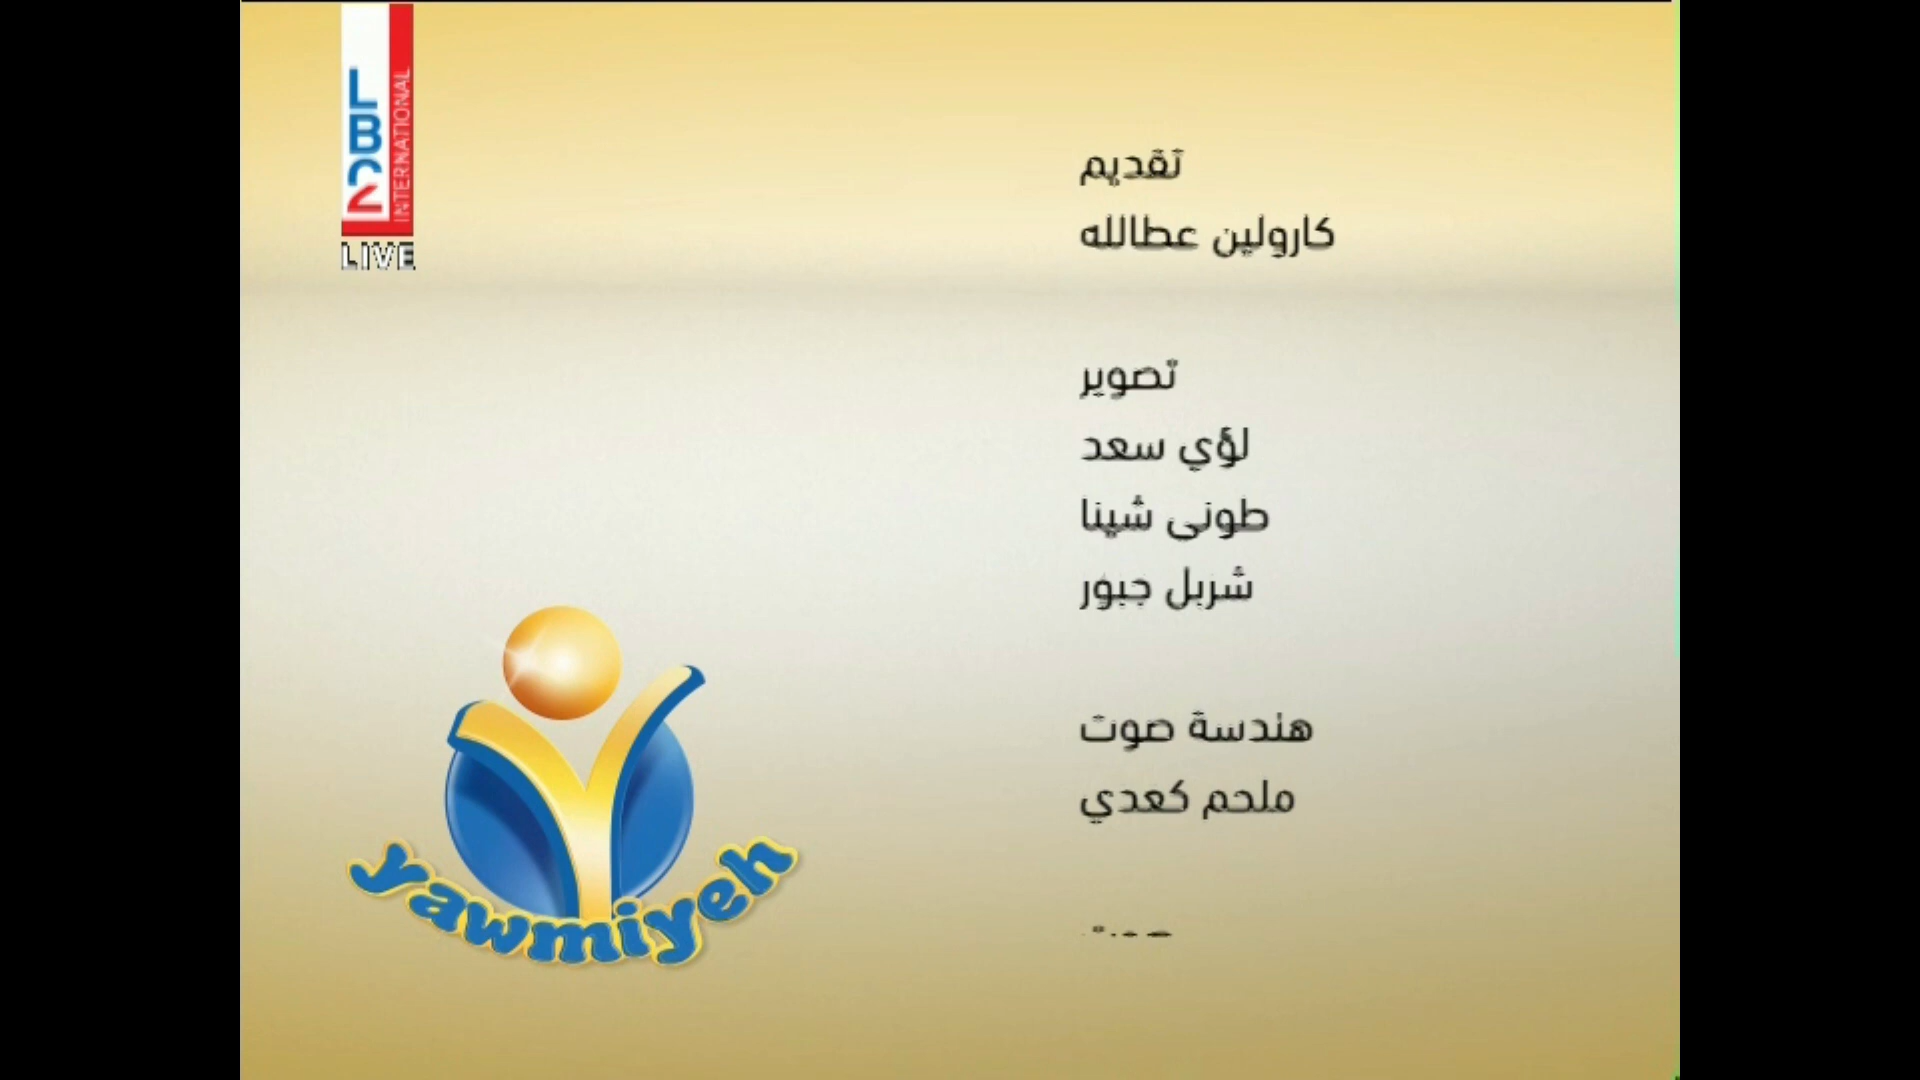 LBC
INTERNATIONAL
LIVE
تقديم
كارولين عطالله
تصوير
لؤي سعد
طوني شينا
شربل جبور
هندسة صوت
ملحم كعدي
yawmiyeh